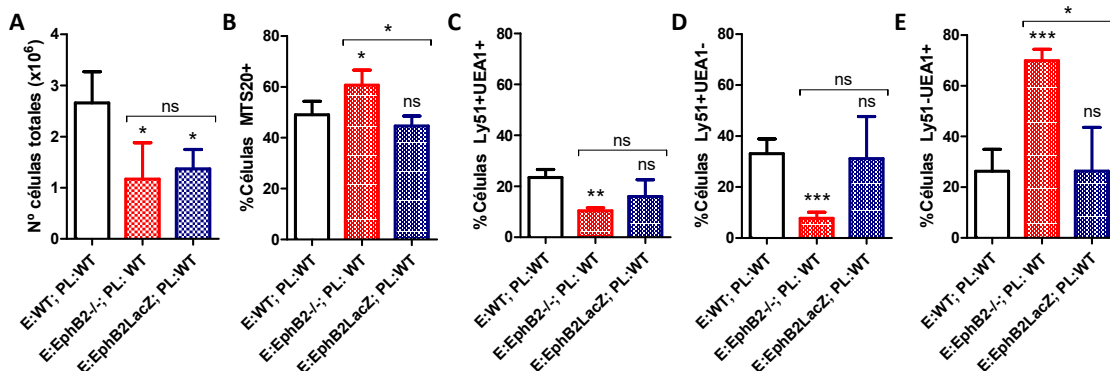 A
Nº células totales (x10⁶)
4
3
2
1
0
ns
*
*
E:WT; PL:WT
E:EphB2-/-; PL: WT
E:EphB2LacZ; PL:WT
B
%Células MTS20+
80
60
40
20
0
*
*
ns
E:WT; PL:WT
E:EphB2-/-; PL: WT
E:EphB2LacZ; PL:WT
C
%Células Ly51+UEA1+
80
60
40
20
0
ns
**
ns
E:WT; PL:WT
E:EphB2-/-; PL: WT
E:EphB2LacZ; PL:WT
D
%Células Ly51+UEA1-
80
60
40
20
0
ns
***
ns
E:WT; PL:WT
E:EphB2-/-; PL: WT
E:EphB2LacZ; PL:WT
E
%Células Ly51-UEA1+
80
60
40
20
0
*
***
ns
E:WT; PL:WT
E:EphB2-/-; PL: WT
E:EphB2LacZ; PL:WT